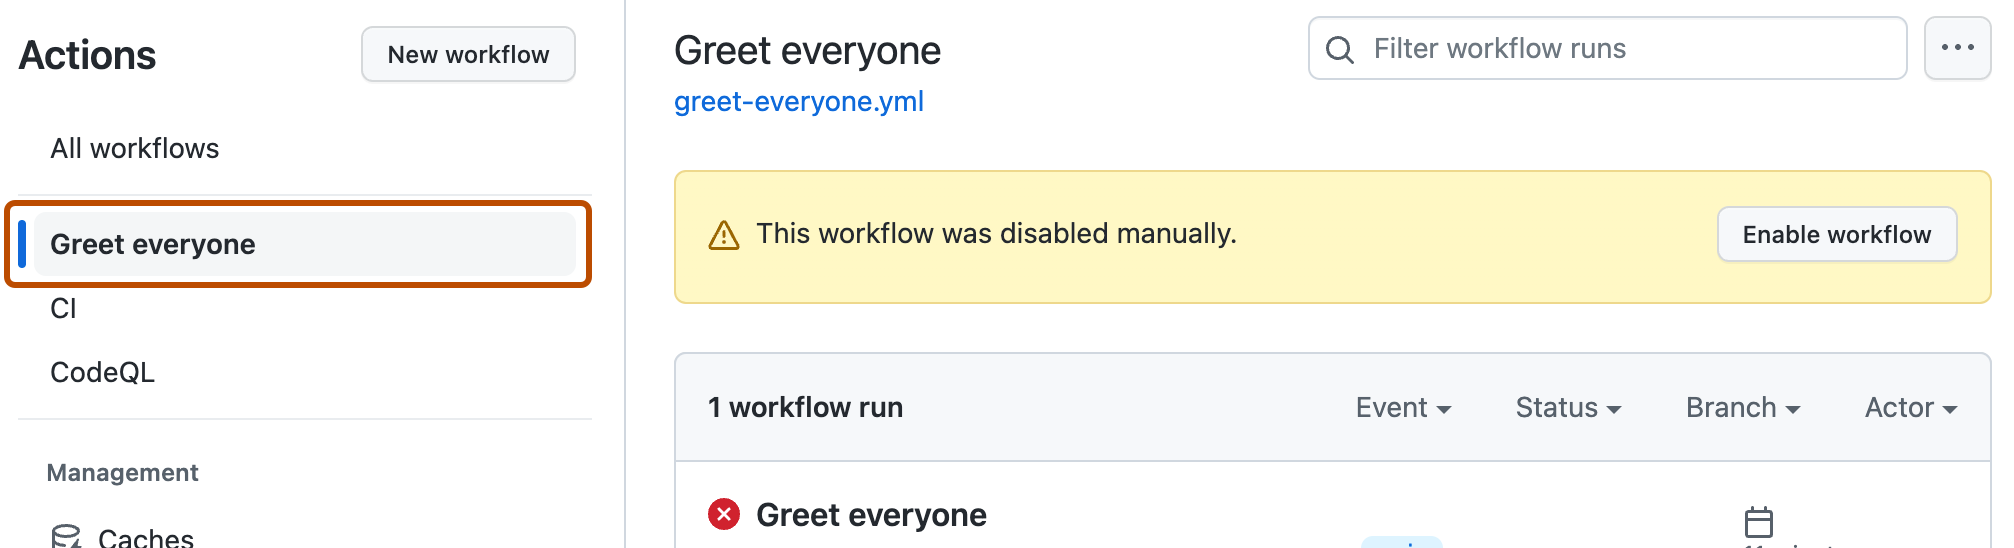 Actions
New workflow
All workflows
Greet everyone
CI
CodeQL
Management
Caches
Greet everyone
greet-everyone.yml
Filter workflow runs
This workflow was disabled manually.
Enable workflow
1 workflow run
Event
Status
Branch
Actor
Greet everyone